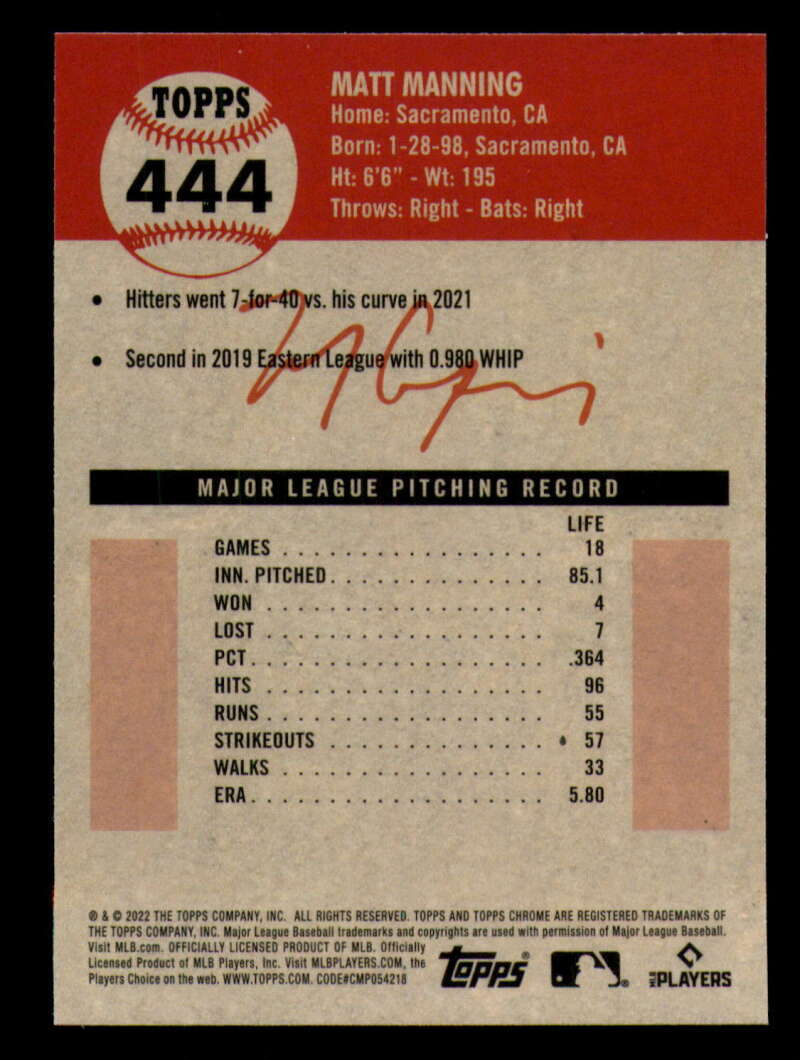 TOPPS
444
MATT MANNING
Home: Sacramento, CA
Born: 1-28-98, Sacramento, CA
Ht: 6'6" - Wt: 195
Throws: Right - Bats: Right
• Hitters went 7-for-40 vs. his curve in 2021
• Second in 2019 Eastern League with 0.980 WHIP
MAJOR LEAGUE PITCHING RECORD
LIFE
GAMES . . . . . . . . . . . . . . . . . 18
INN. PITCHED. . . . . . . . . . . . . . 85.1
WON . . . . . . . . . . . . . . . . . . 4
LOST . . . . . . . . . . . . . . . . . . 7
PCT. . . . . . . . . . . . . . . . . . . .364
HITS . . . . . . . . . . . . . . . . . . 96
RUNS. . . . . . . . . . . . . . . . . . 55
STRIKEOUTS . . . . . . . . . . . . . . 57
WALKS . . . . . . . . . . . . . . . . . 33
ERA. . . . . . . . . . . . . . . . . . . 5.80
® & © 2022 THE TOPPS COMPANY, INC. ALL RIGHTS RESERVED. TOPPS AND TOPPS CHROME ARE REGISTERED TRADEMARKS OF
THE TOPPS COMPANY, INC. Major League Baseball trademarks and copyrights are used with permission of Major League Baseball.
Visit MLB.com. OFFICIALLY LICENSED PRODUCT OF MLB. Officially
Licensed Product of MLB Players, Inc. Visit MLBPLAYERS.COM, the
Players Choice on the web. WWW.TOPPS.COM. CODE#CMP054218
topps®
MLB PLAYERS